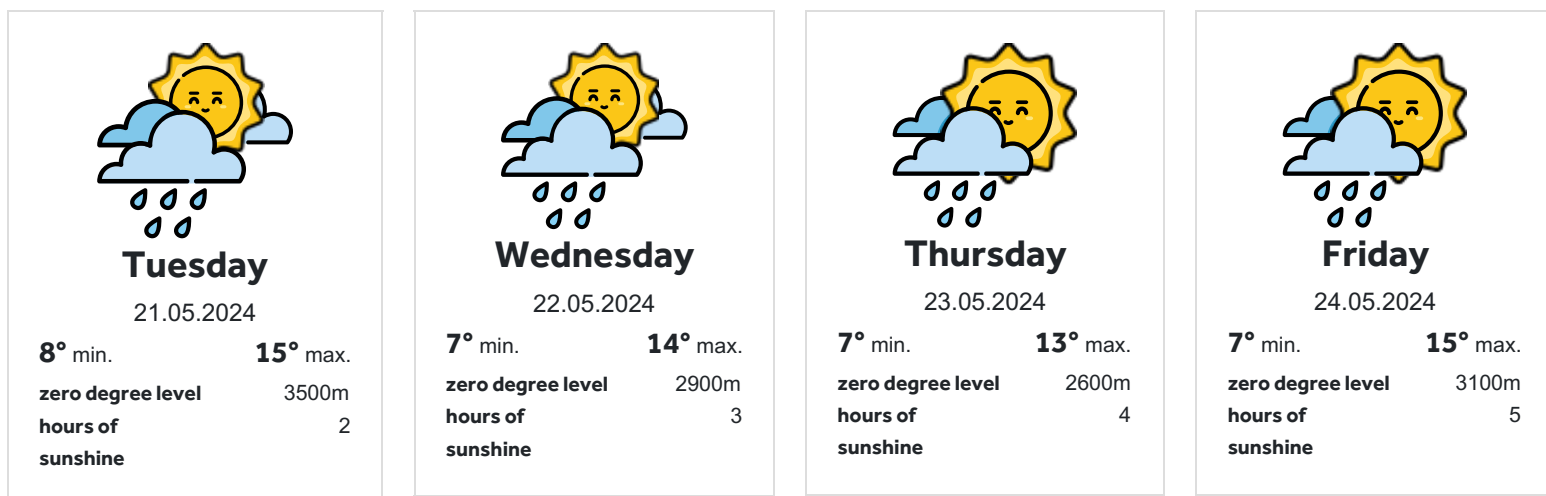 Tuesday
21.05.2024
8° min. 15° max.
zero degree level 3500m
hours of 2
sunshine
Wednesday
22.05.2024
7° min. 14° max.
zero degree level 2900m
hours of 3
sunshine
Thursday
23.05.2024
7° min. 13° max.
zero degree level 2600m
hours of 4
sunshine
Friday
24.05.2024
7° min. 15° max.
zero degree level 3100m
hours of 5
sunshine